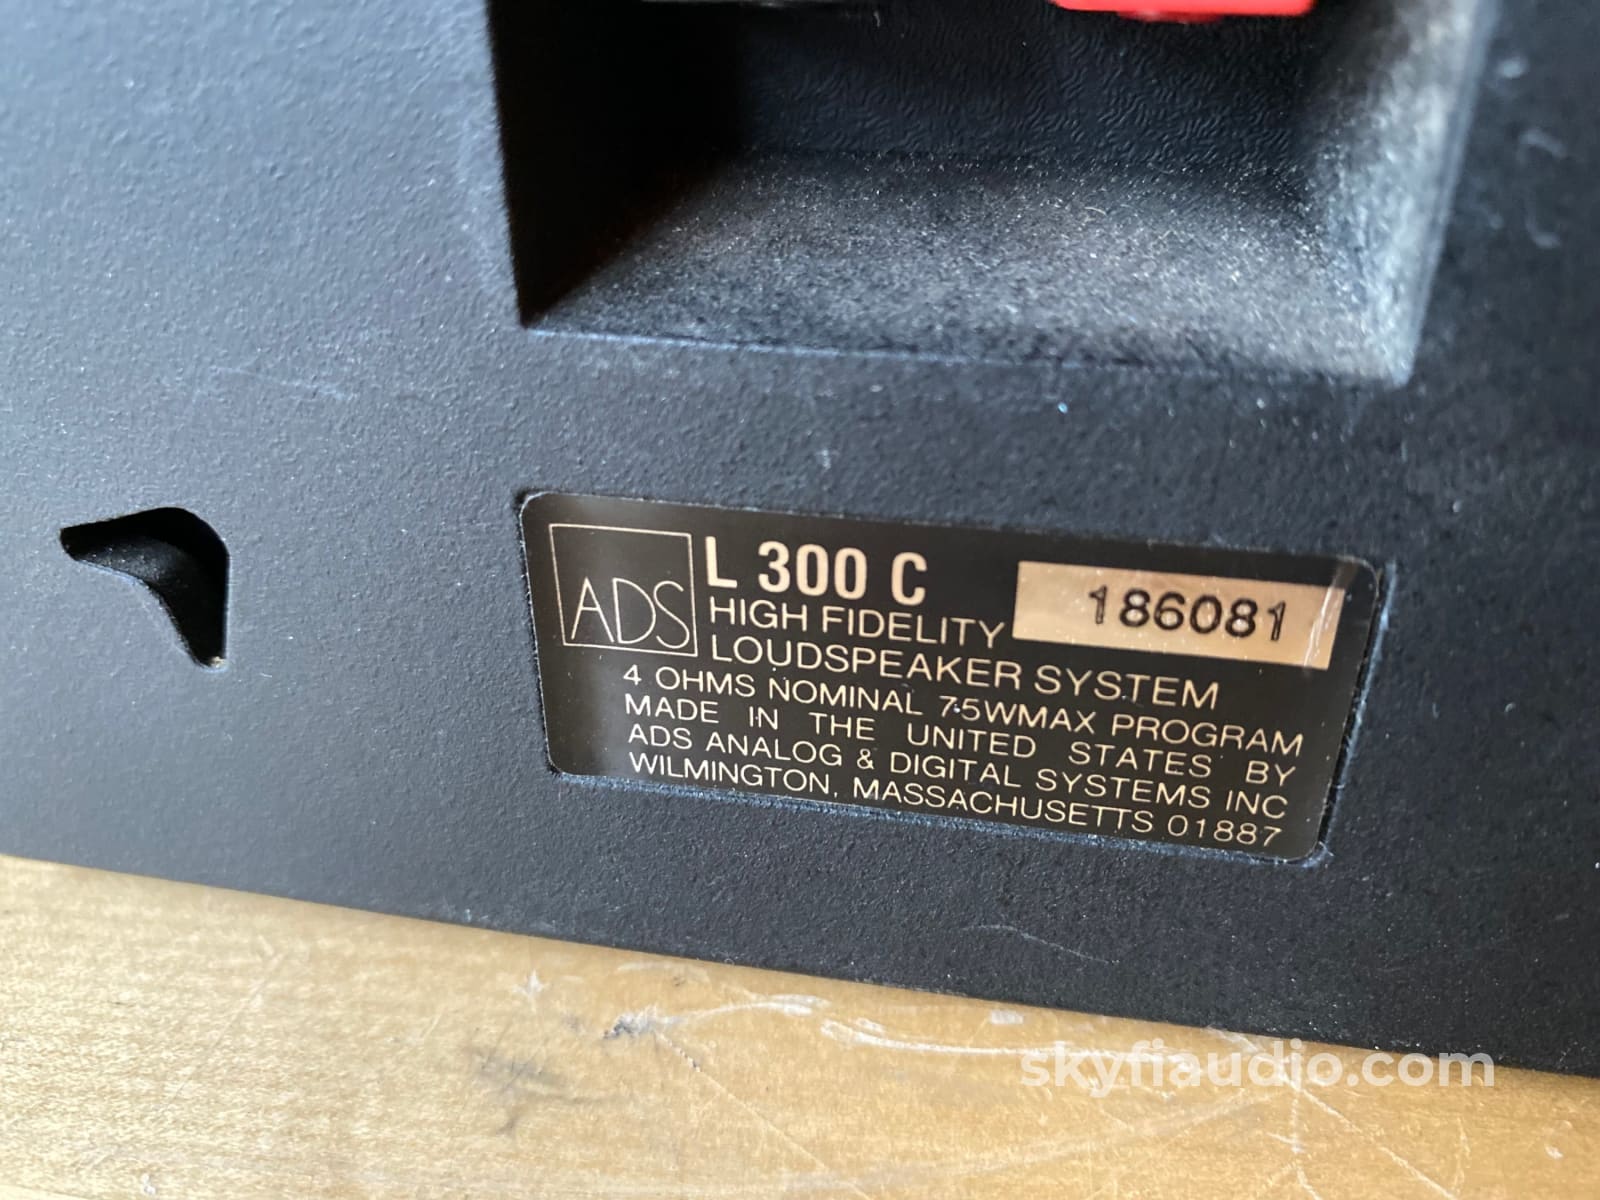 ADS
L 300 C
186081
HIGH FIDELITY
LOUDSPEAKER SYSTEM
4 OHMS NOMINAL 75WMAX PROGRAM
MADE IN THE UNITED STATES BY
ADS ANALOG & DIGITAL SYSTEMS INC
WILMINGTON, MASSACHUSETTS 01887
skyfiaudio.com